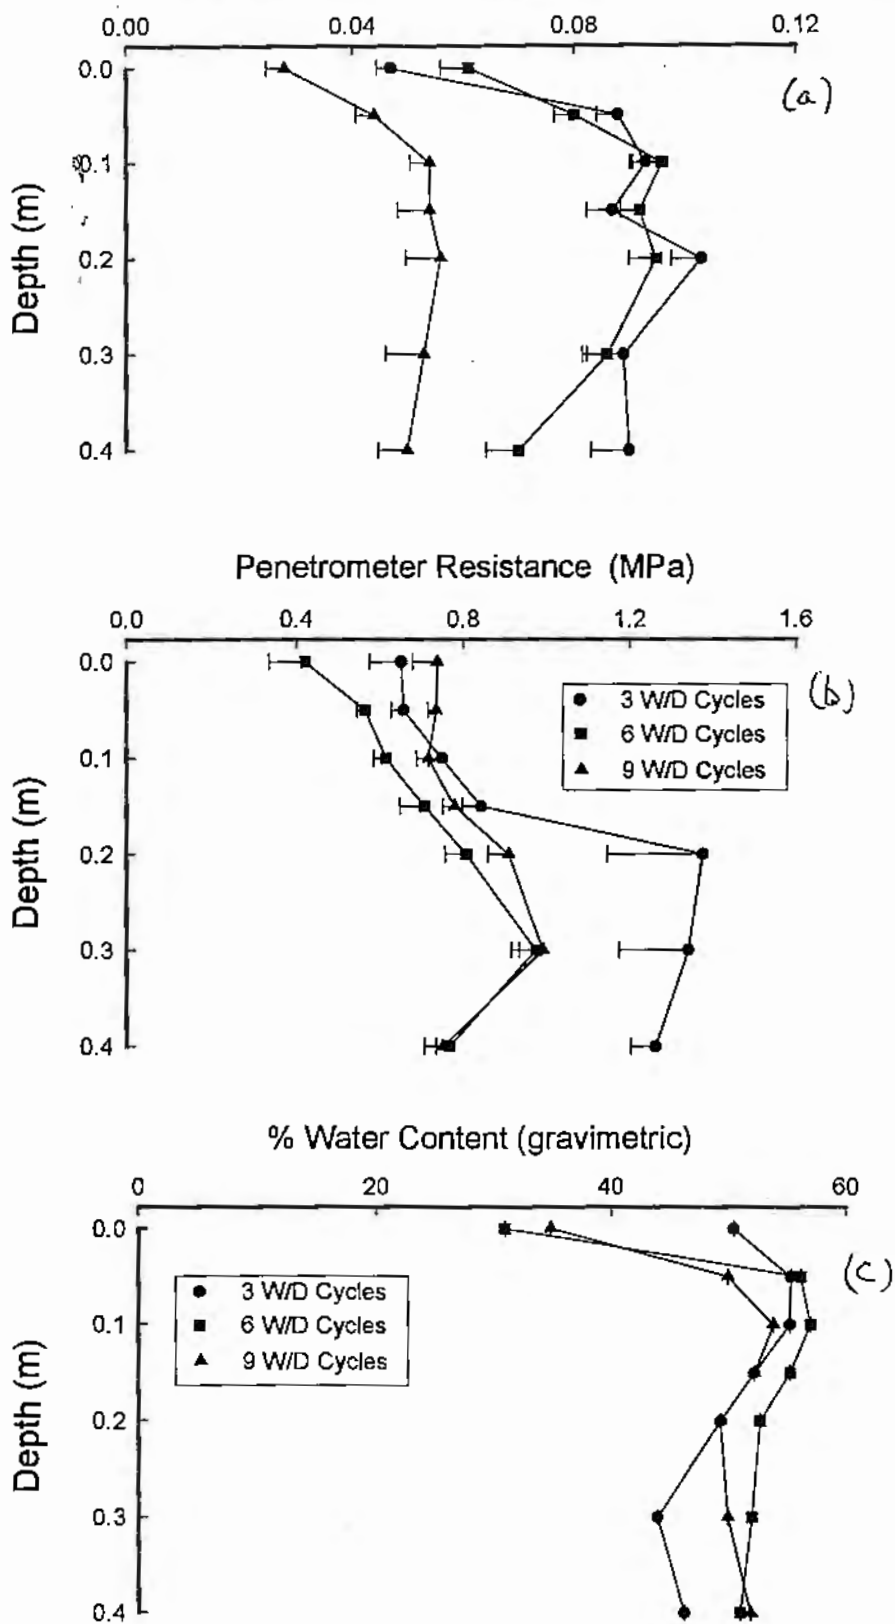 0.00 0.04 0.08 0.12
(a)
Depth (m)
0.0
0.1
0.2
0.3
0.4
Penetrometer Resistance (MPa)
0.0 0.4 0.8 1.2 1.6
(b)
3 W/D Cycles
6 W/D Cycles
9 W/D Cycles
Depth (m)
0.0
0.1
0.2
0.3
0.4
% Water Content (gravimetric)
0 20 40 60
(c)
3 W/D Cycles
6 W/D Cycles
9 W/D Cycles
Depth (m)
0.0
0.1
0.2
0.3
0.4